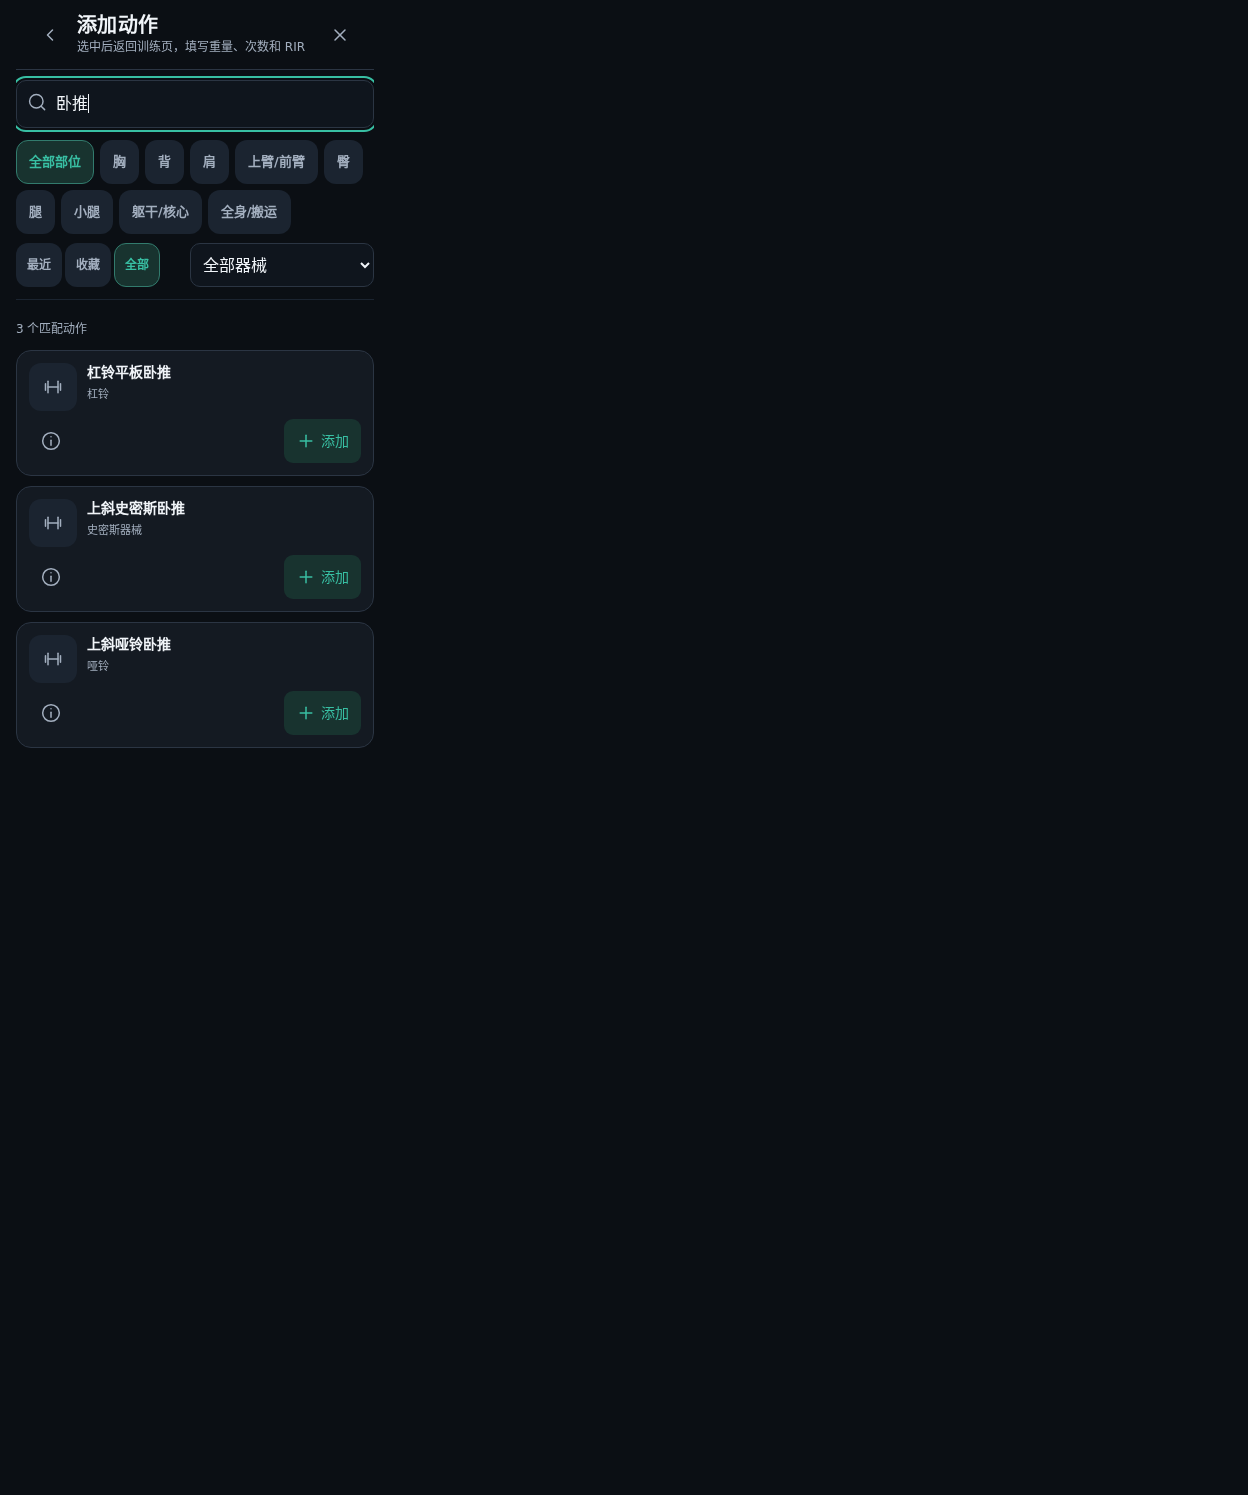 添加动作
选中后返回训练页，填写重量、次数和 RIR
卧推
全部部位 胸 背 肩 上臂/前臂 臀
腿 小腿 躯干/核心 全身/搬运
最近 收藏 全部 全部器械
3 个匹配动作
杠铃平板卧推
杠铃
添加
上斜史密斯卧推
史密斯器械
添加
上斜哑铃卧推
哑铃
添加